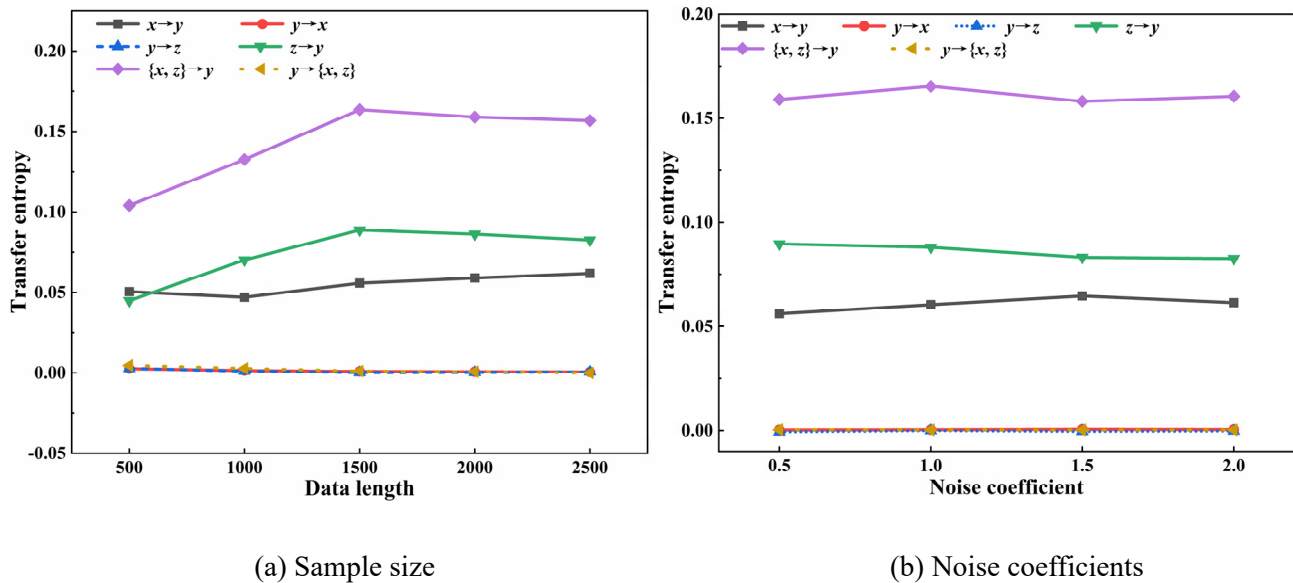 x→y y→x
y→z z→y
{x, z}→y y→{x, z}
0.20
0.15
0.10
0.05
0.00
-0.05
Transfer entropy
500 1000 1500 2000 2500
Data length
(a) Sample size
x→y y→x y→z z→y
{x, z}→y y→{x, z}
0.20
0.15
0.10
0.05
0.00
Transfer entropy
0.5 1.0 1.5 2.0
Noise coefficient
(b) Noise coefficients